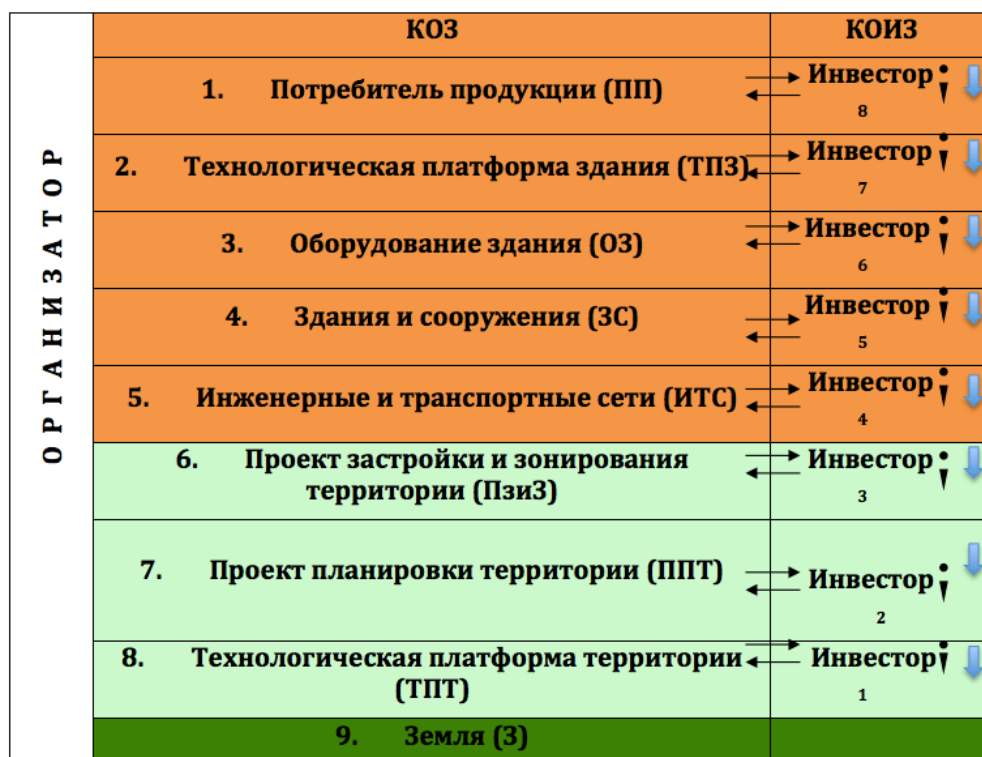 ОРГАНИЗАТОР
КОЗ
КОИЗ
1. Потребитель продукции (ПП)
Инвестор
8
2. Технологическая платформа здания (ТПЗ)
Инвестор
7
3. Оборудование здания (ОЗ)
Инвестор
6
4. Здания и сооружения (ЗС)
Инвестор
5
5. Инженерные и транспортные сети (ИТС)
Инвестор
4
6. Проект застройки и зонирования
территории (ПзиЗ)
Инвестор
3
7. Проект планировки территории (ППТ)
Инвестор
2
8. Технологическая платформа территории
(ТПТ)
Инвестор
1
9. Земля (З)